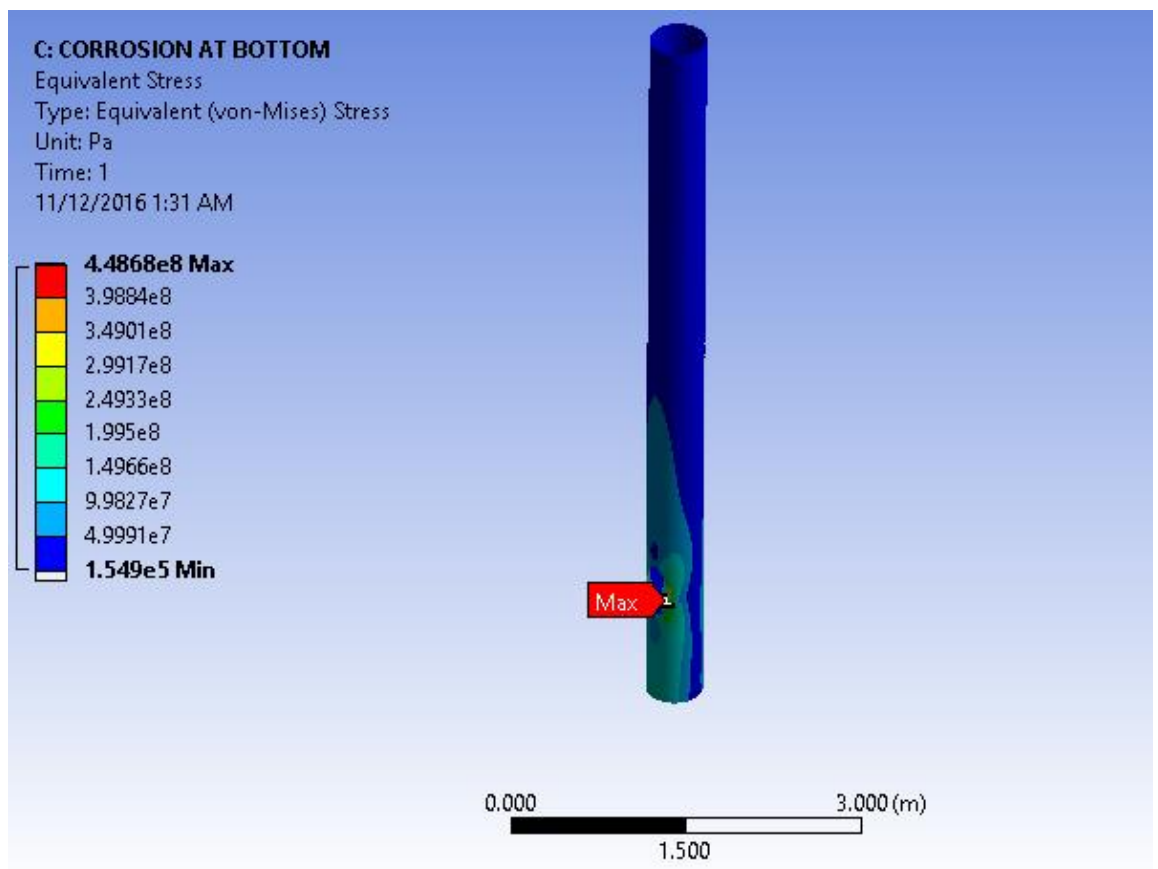 C: CORROSION AT BOTTOM
Equivalent Stress
Type: Equivalent (von-Mises) Stress
Unit: Pa
Time: 1
11/12/2016 1:31 AM
4.4868e8 Max
3.9884e8
3.4901e8
2.9917e8
2.4933e8
1.995e8
1.4966e8
9.9827e7
4.9991e7
1.549e5 Min
Max
0.000
3.000 (m)
1.500